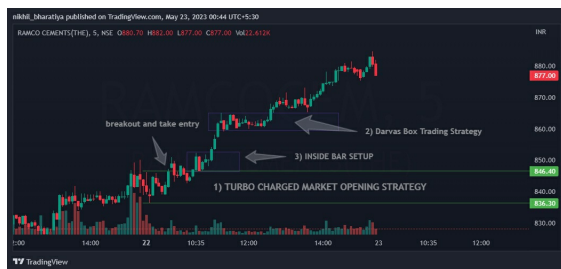 nikhil_bharatiya published on TradingView.com, May 23, 2023 00:44 UTC+5:30
RAMCO CEMENTS(THE), 5, NSE O880.70 H882.00 L877.00 C877.00 Vol22.612K
INR
880.00
877.00
870.00
breakout and take entry
2) Darvas Box Trading Strategy
860.00
3) INSIDE BAR SETUP
850.00
846.40
1) TURBO CHARGED MARKET OPENING STRATEGY
840.00
836.30
830.00
14:00 22 10:35 12:00 14:00 23 10:35 12:00
TradingView